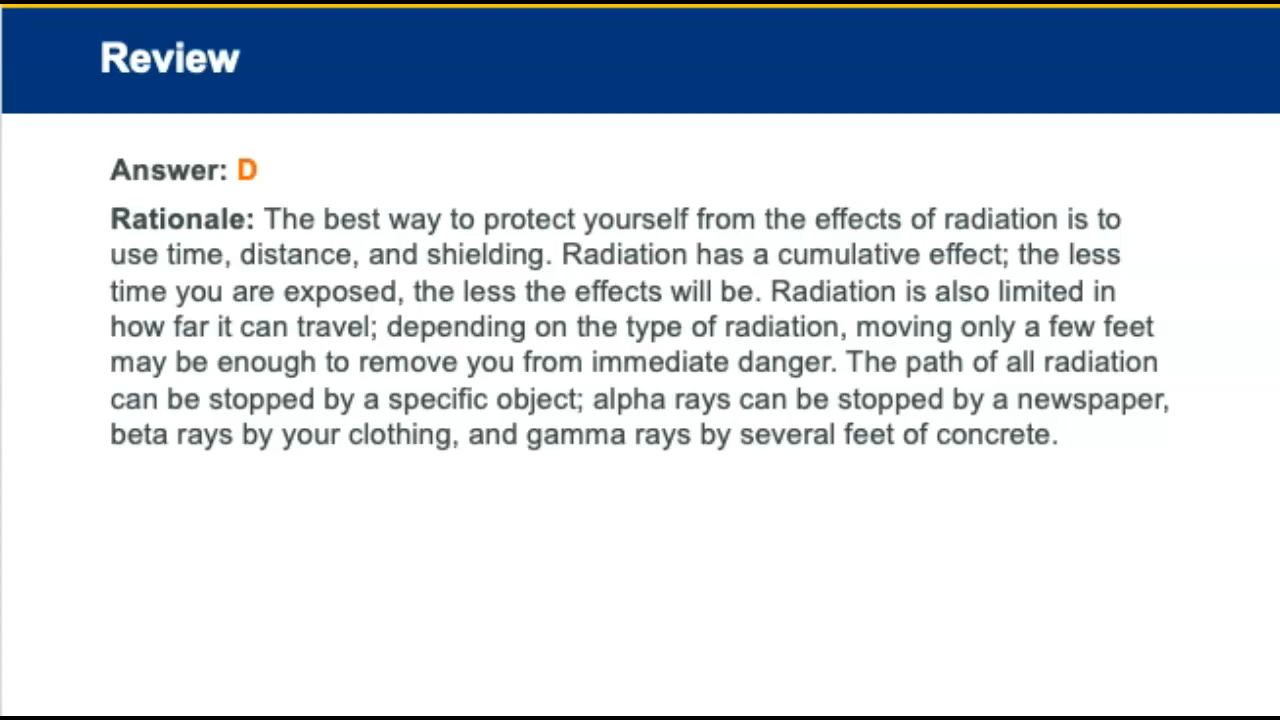 Review
Answer: D
Rationale: The best way to protect yourself from the effects of radiation is to
use time, distance, and shielding. Radiation has a cumulative effect; the less
time you are exposed, the less the effects will be. Radiation is also limited in
how far it can travel; depending on the type of radiation, moving only a few feet
may be enough to remove you from immediate danger. The path of all radiation
can be stopped by a specific object; alpha rays can be stopped by a newspaper,
beta rays by your clothing, and gamma rays by several feet of concrete.